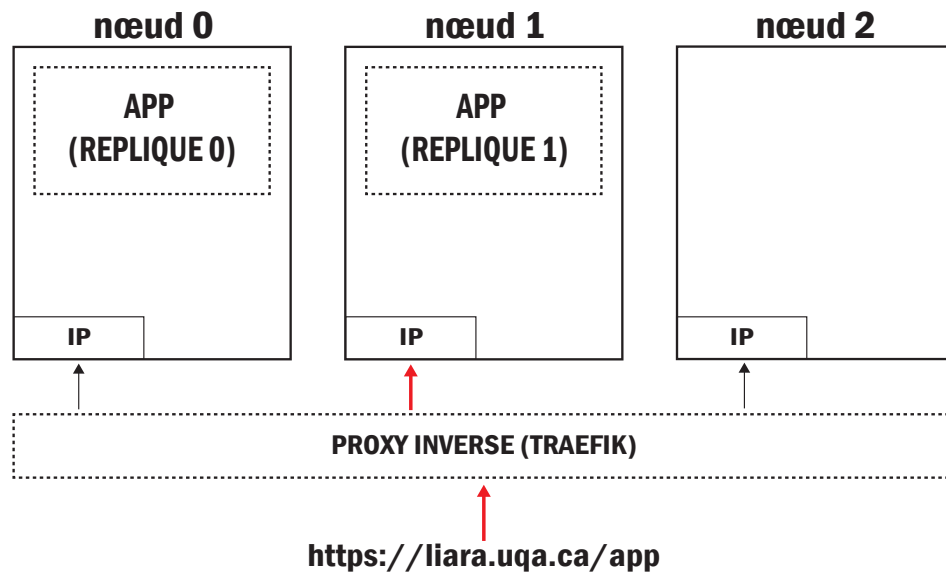 nœud 0
nœud 1
nœud 2
APP
(REPLIQUE 0)
APP
(REPLIQUE 1)
IP
IP
IP
PROXY INVERSE (TRAEFIK)
https://liara.uqa.ca/app